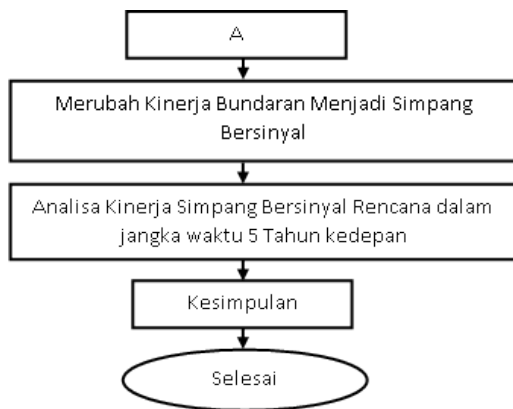 A
Merubah Kinerja Bundaran Menjadi Simpang
Bersinyal
Analisa Kinerja Simpang Bersinyal Rencana dalam
jangka waktu 5 Tahun kedepan
Kesimpulan
Selesai